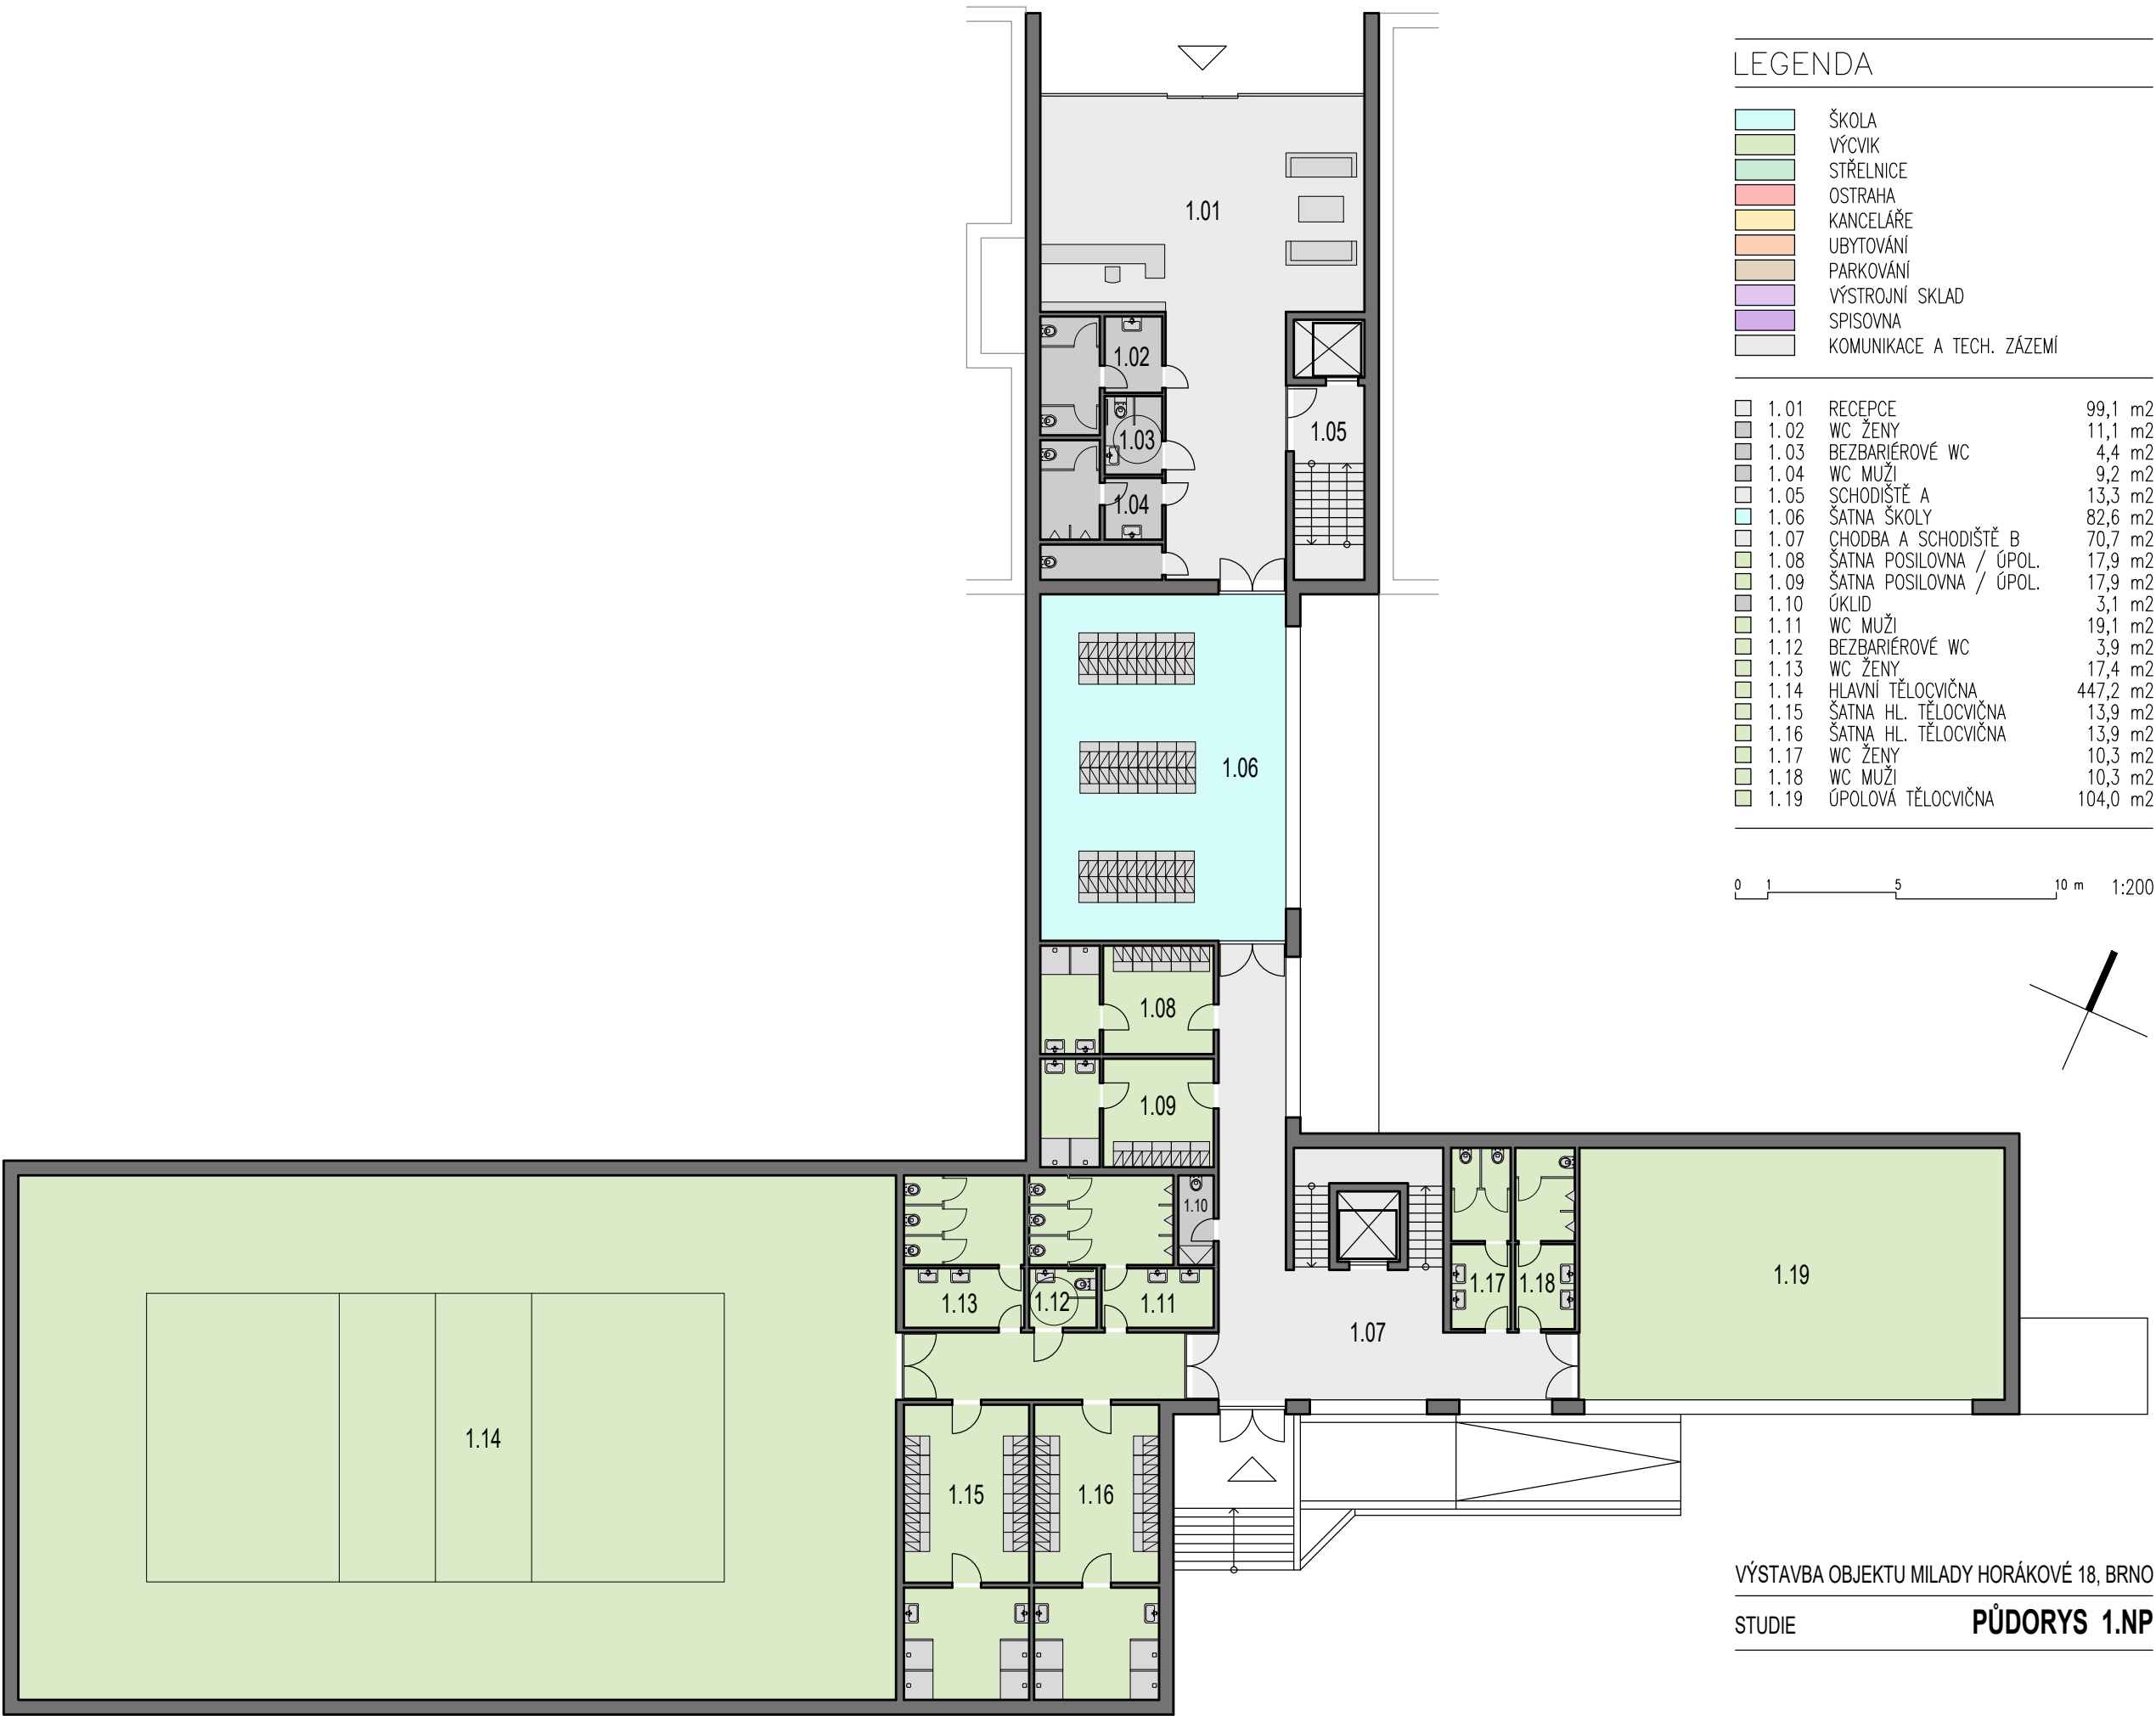 LEGENDA
ŠKOLA
VÝCVIK
STŘELNICE
OSTRAHA
KANCELÁŘE
UBYTOVÁNÍ
PARKOVÁNÍ
VÝSTROJNÍ SKLAD
SPISOVNA
KOMUNIKACE A TECH. ZÁZEMÍ
1.01 RECEPCE 99,1 m2
1.02 WC ŽENY 11,1 m2
1.03 BEZBARIÉROVÉ WC 4,4 m2
1.04 WC MUŽI 9,2 m2
1.05 SCHODIŠTĚ A 13,3 m2
1.06 ŠATNA ŠKOLY 82,6 m2
1.07 CHODBA A SCHODIŠTĚ B 70,7 m2
1.08 ŠATNA POSILOVNA / ÚPOL. 17,9 m2
1.09 ŠATNA POSILOVNA / ÚPOL. 17,9 m2
1.10 ÚKLID 3,1 m2
1.11 WC MUŽI 19,1 m2
1.12 BEZBARIÉROVÉ WC 3,9 m2
1.13 WC ŽENY 17,4 m2
1.14 HLAVNÍ TĚLOCVIČNA 447,2 m2
1.15 ŠATNA HL. TĚLOCVIČNA 13,9 m2
1.16 ŠATNA HL. TĚLOCVIČNA 13,9 m2
1.17 WC ŽENY 10,3 m2
1.18 WC MUŽI 10,3 m2
1.19 ÚPOLOVÁ TĚLOCVIČNA 104,0 m2
0 1 5 10 m 1:200
1.01
1.02
1.03
1.05
1.04
1.06
1.08
1.09
1.10
1.13
1.12
1.11
1.07
1.17
1.18
1.19
1.14
1.15
1.16
VÝSTAVBA OBJEKTU MILADY HORÁKOVÉ 18, BRNO
STUDIE PŮDORYS 1.NP